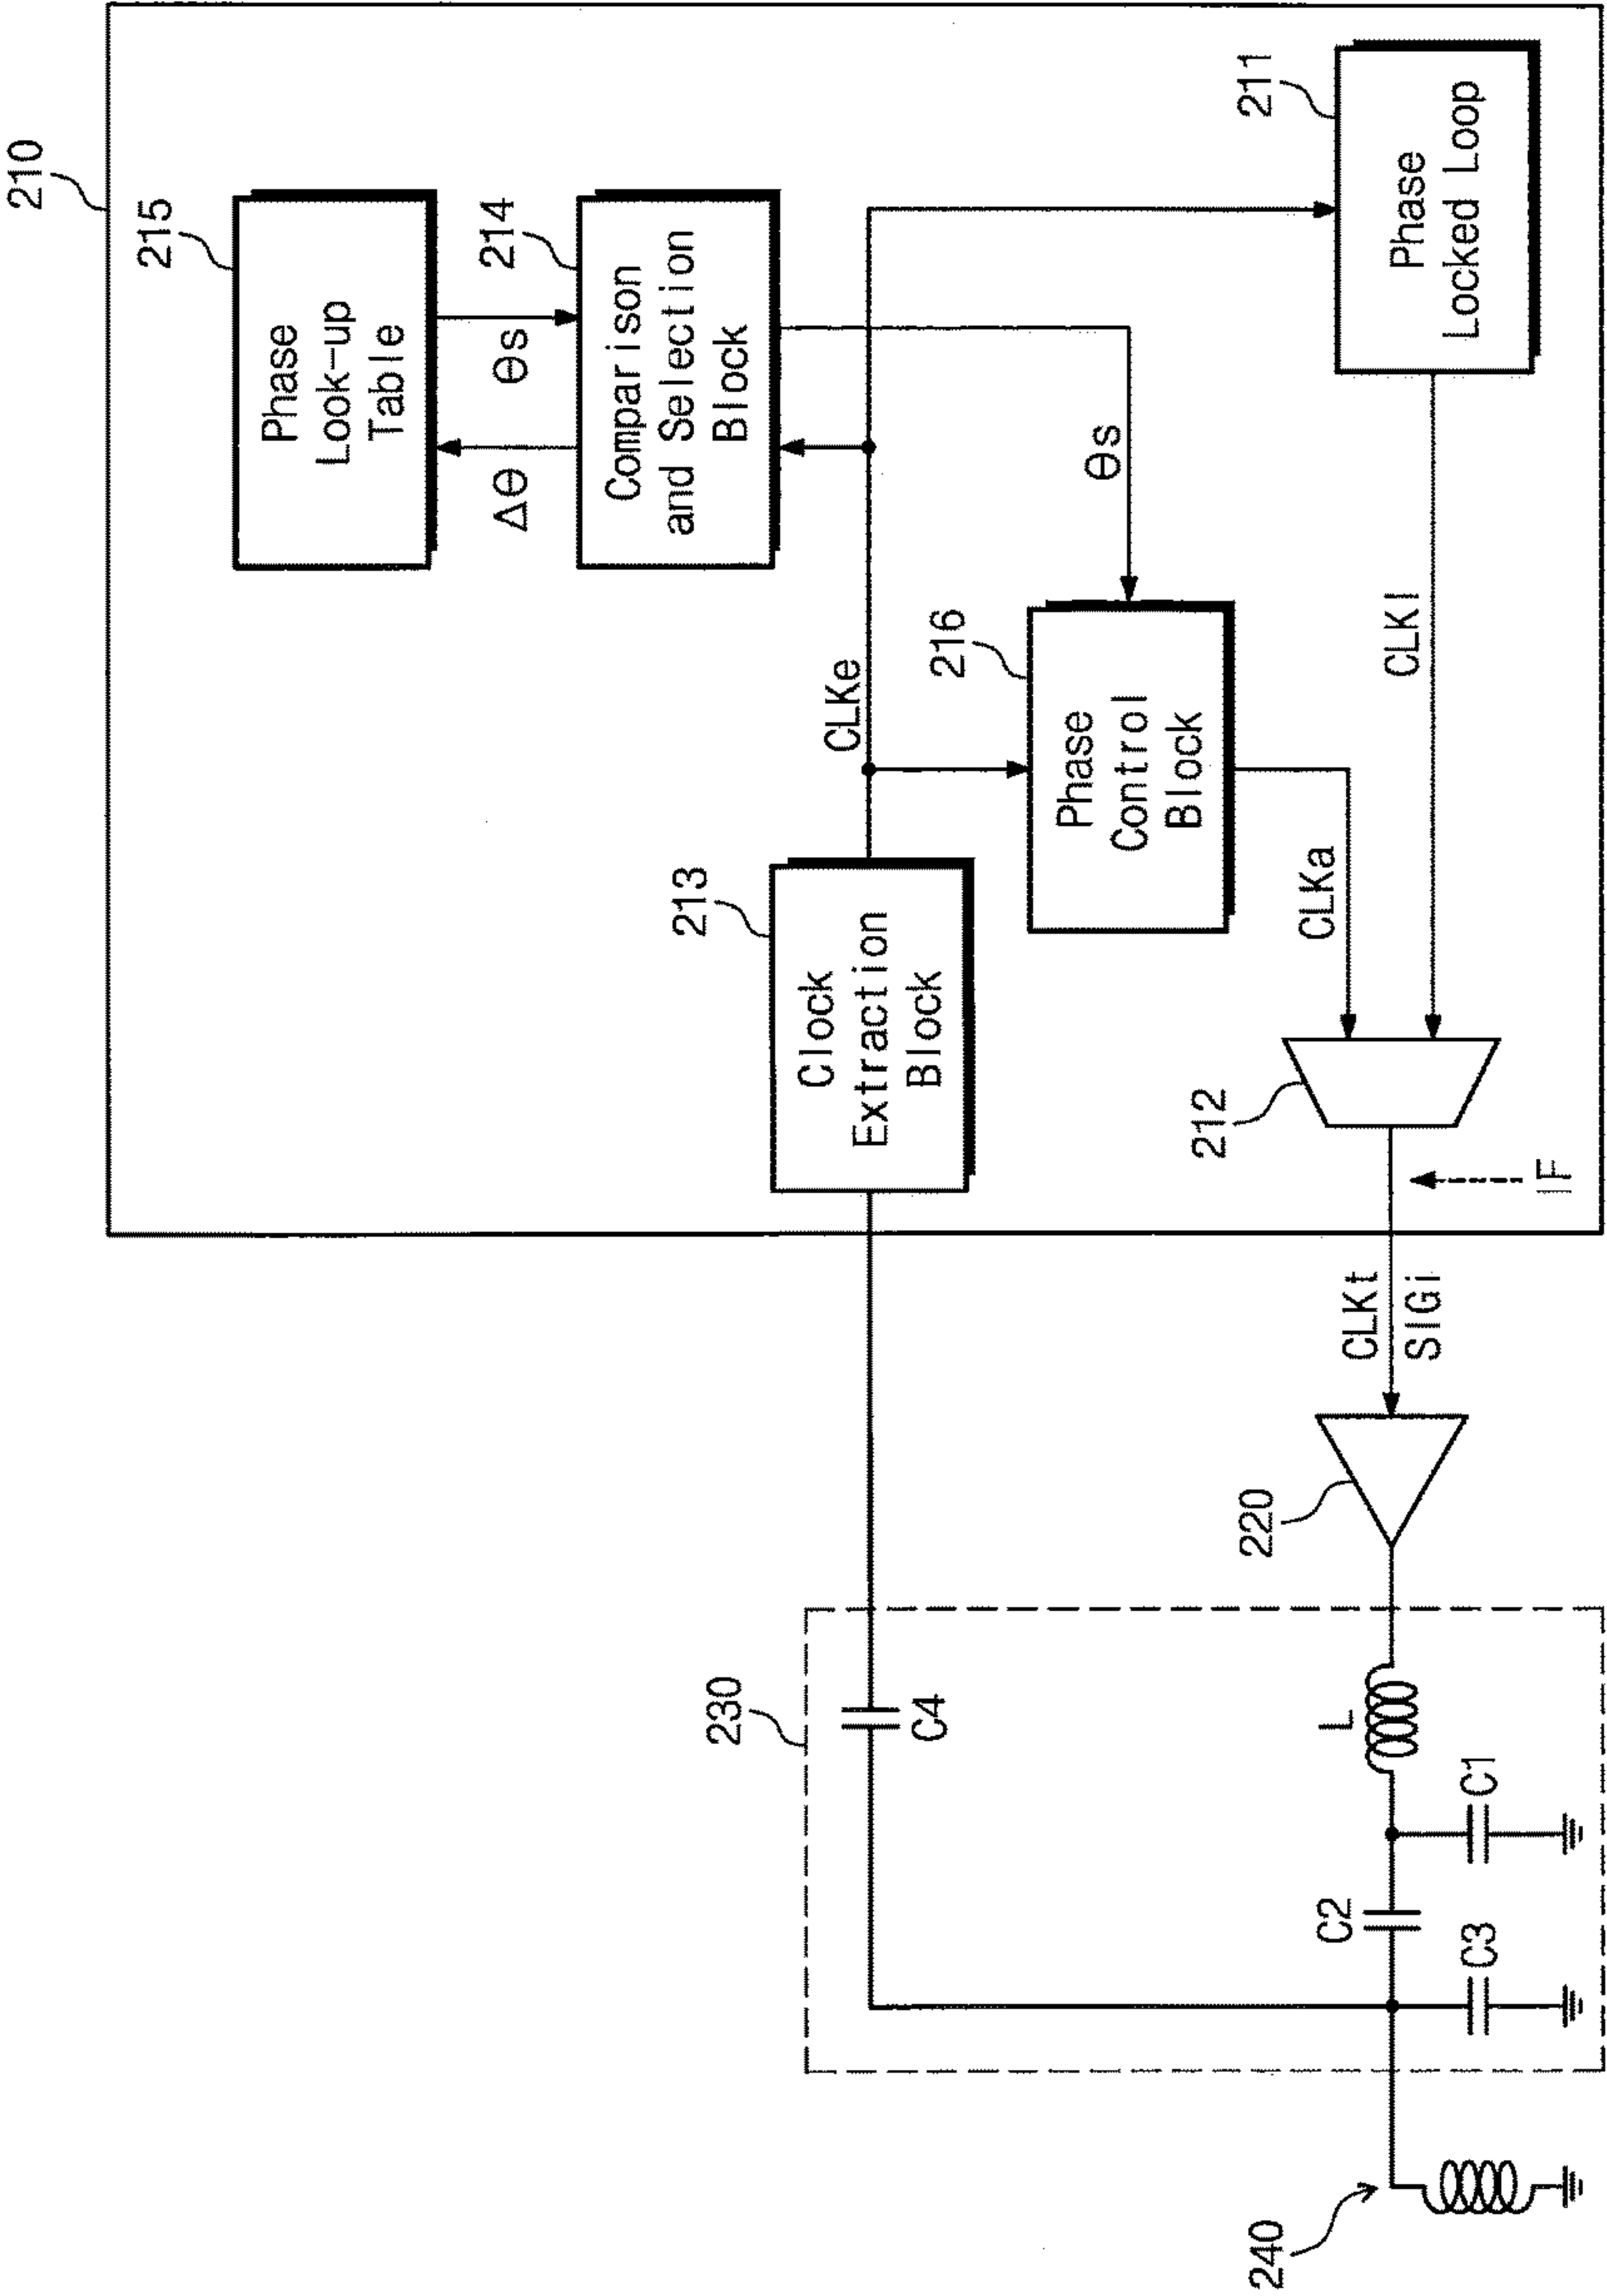 210
215
Phase
Look-up
Table
Δθ
θs
214
Comparison
and Selection
Block
213
Clock
Extraction
Block
CLKe
216
Phase
Control
Block
θs
CLKa
211
Phase
Locked Loop
CLKl
212
IF
CLKt
SIGi
220
230
C4
L
C1
C2
C3
240